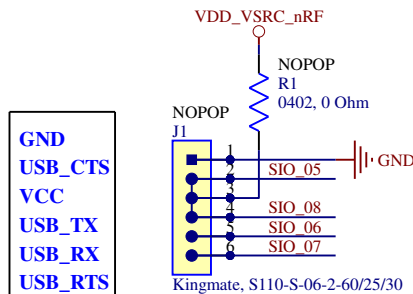 VDD_VSRC_nRF
NOPOP
R1
0402, 0 Ohm
NOPOP
J1
GND
USB_CTS
VCC
USB_TX
USB_RX
USB_RTS
1
2
3
4
5
6
GND
SIO_05
SIO_08
SIO_06
SIO_07
Kingmate, S110-S-06-2-60/25/30